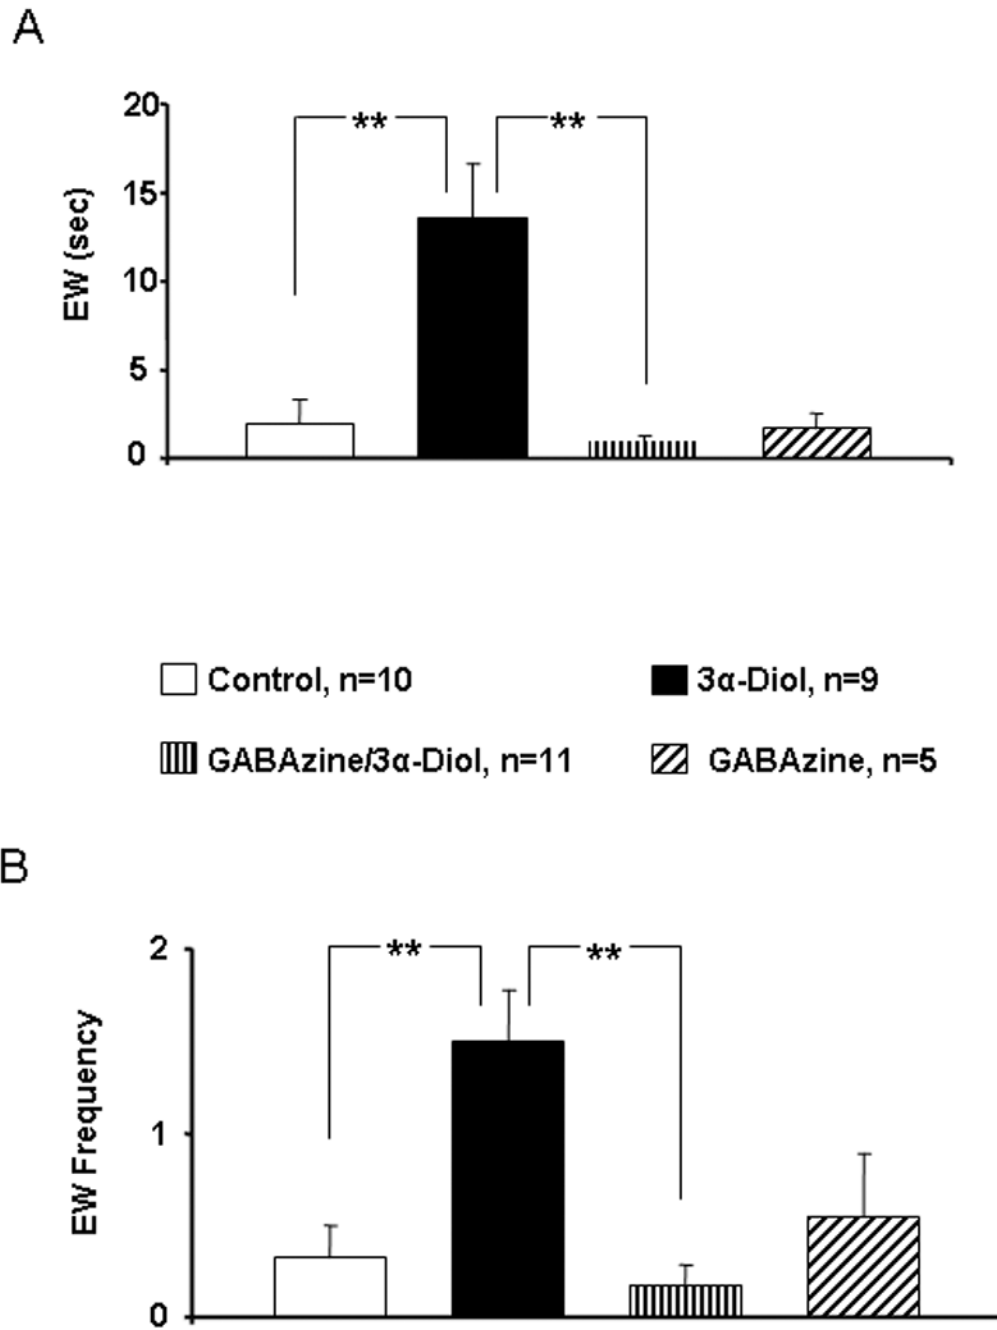 A
20
**
**
15
EW (sec)
10
5
0
Control, n=10
3α-Diol, n=9
GABAzine/3α-Diol, n=11
GABAzine, n=5
B
2
**
**
EW Frequency
1
0